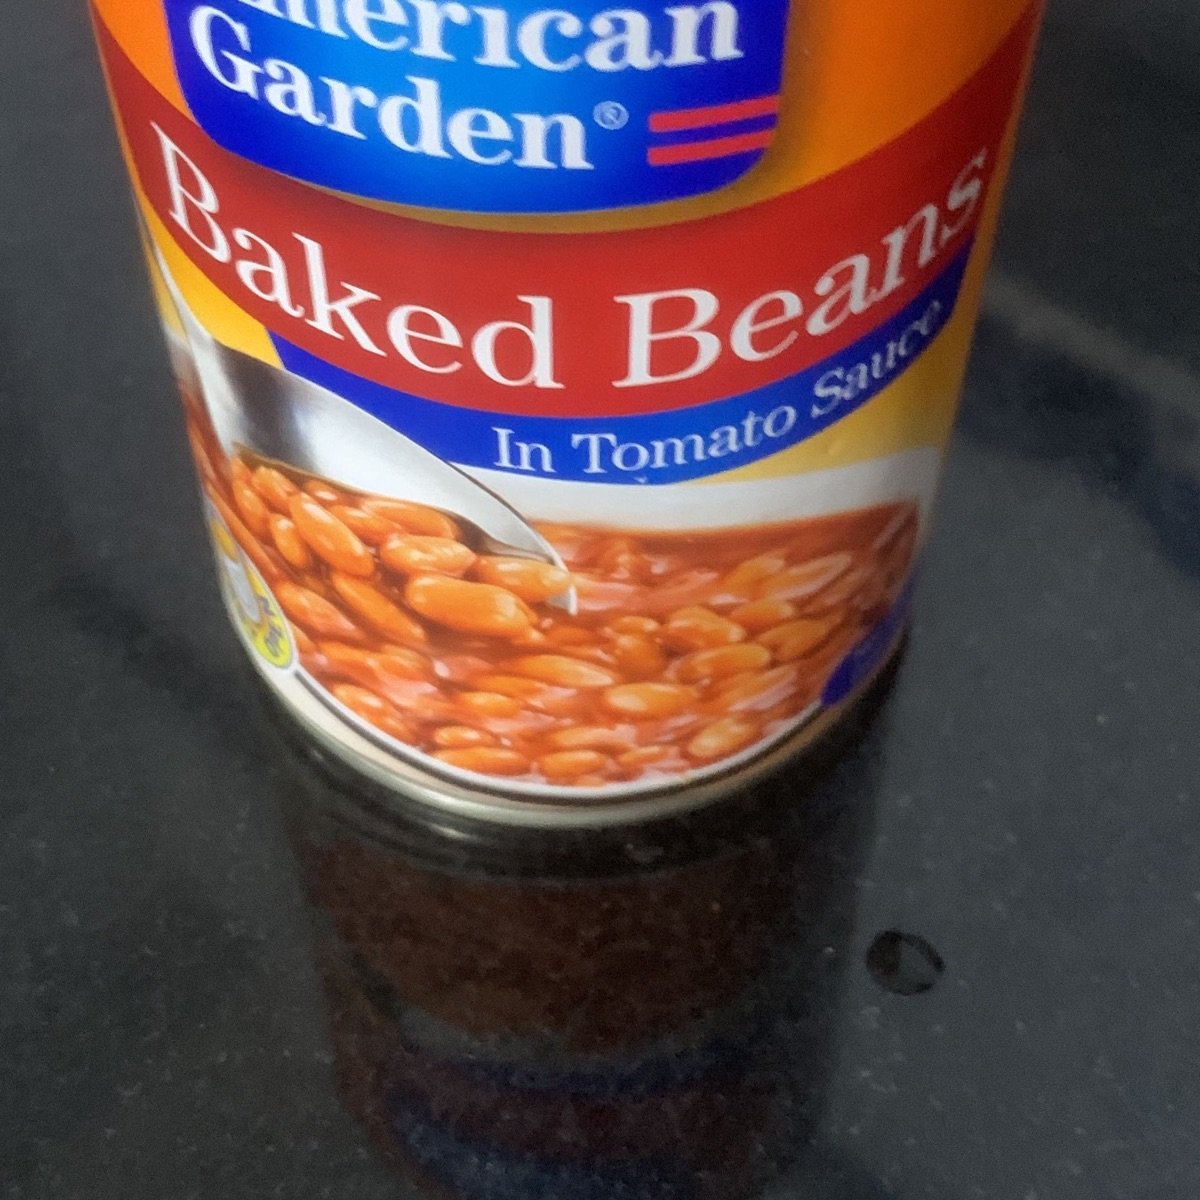 American
Garden®
Baked Beans
In Tomato Sauce